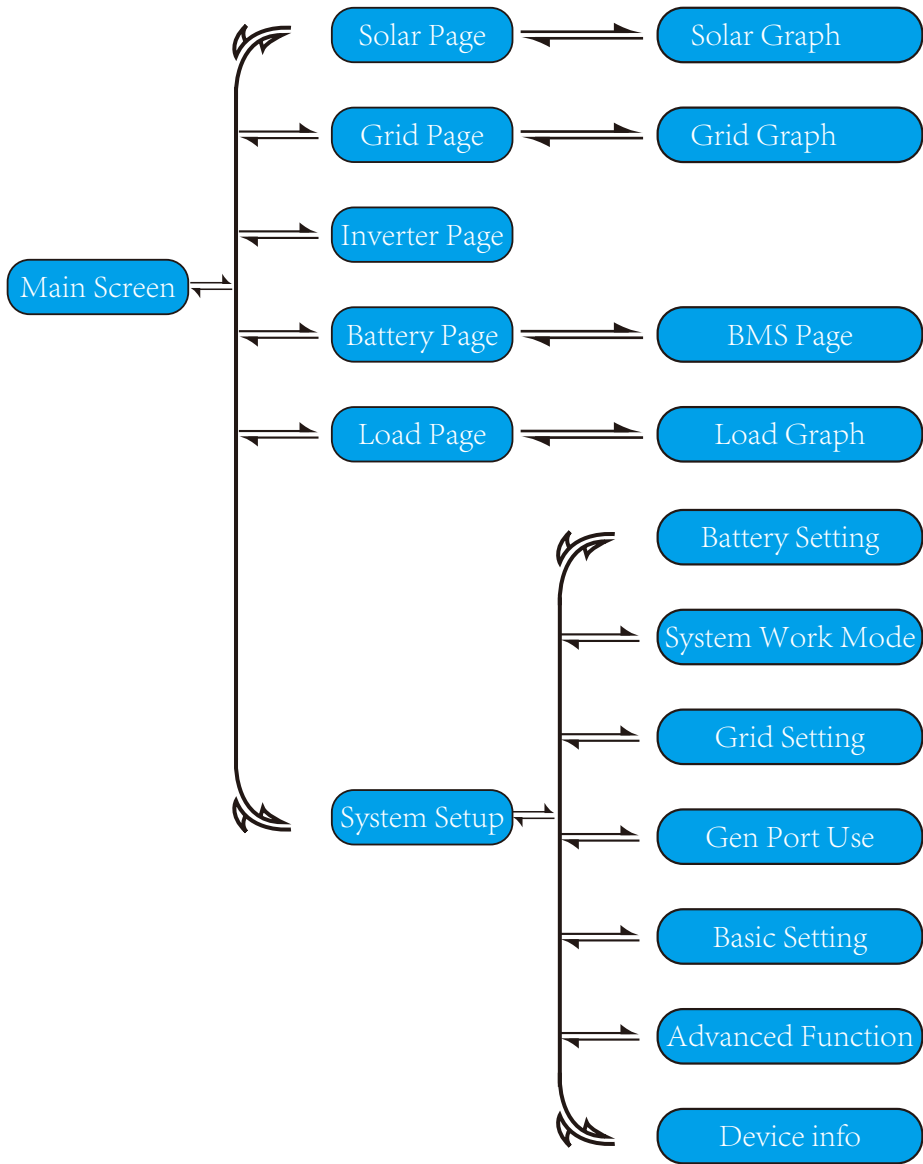 Solar Page
Solar Graph
Grid Page
Grid Graph
Inverter Page
Main Screen
Battery Page
BMS Page
Load Page
Load Graph
Battery Setting
System Work Mode
Grid Setting
System Setup
Gen Port Use
Basic Setting
Advanced Function
Device info